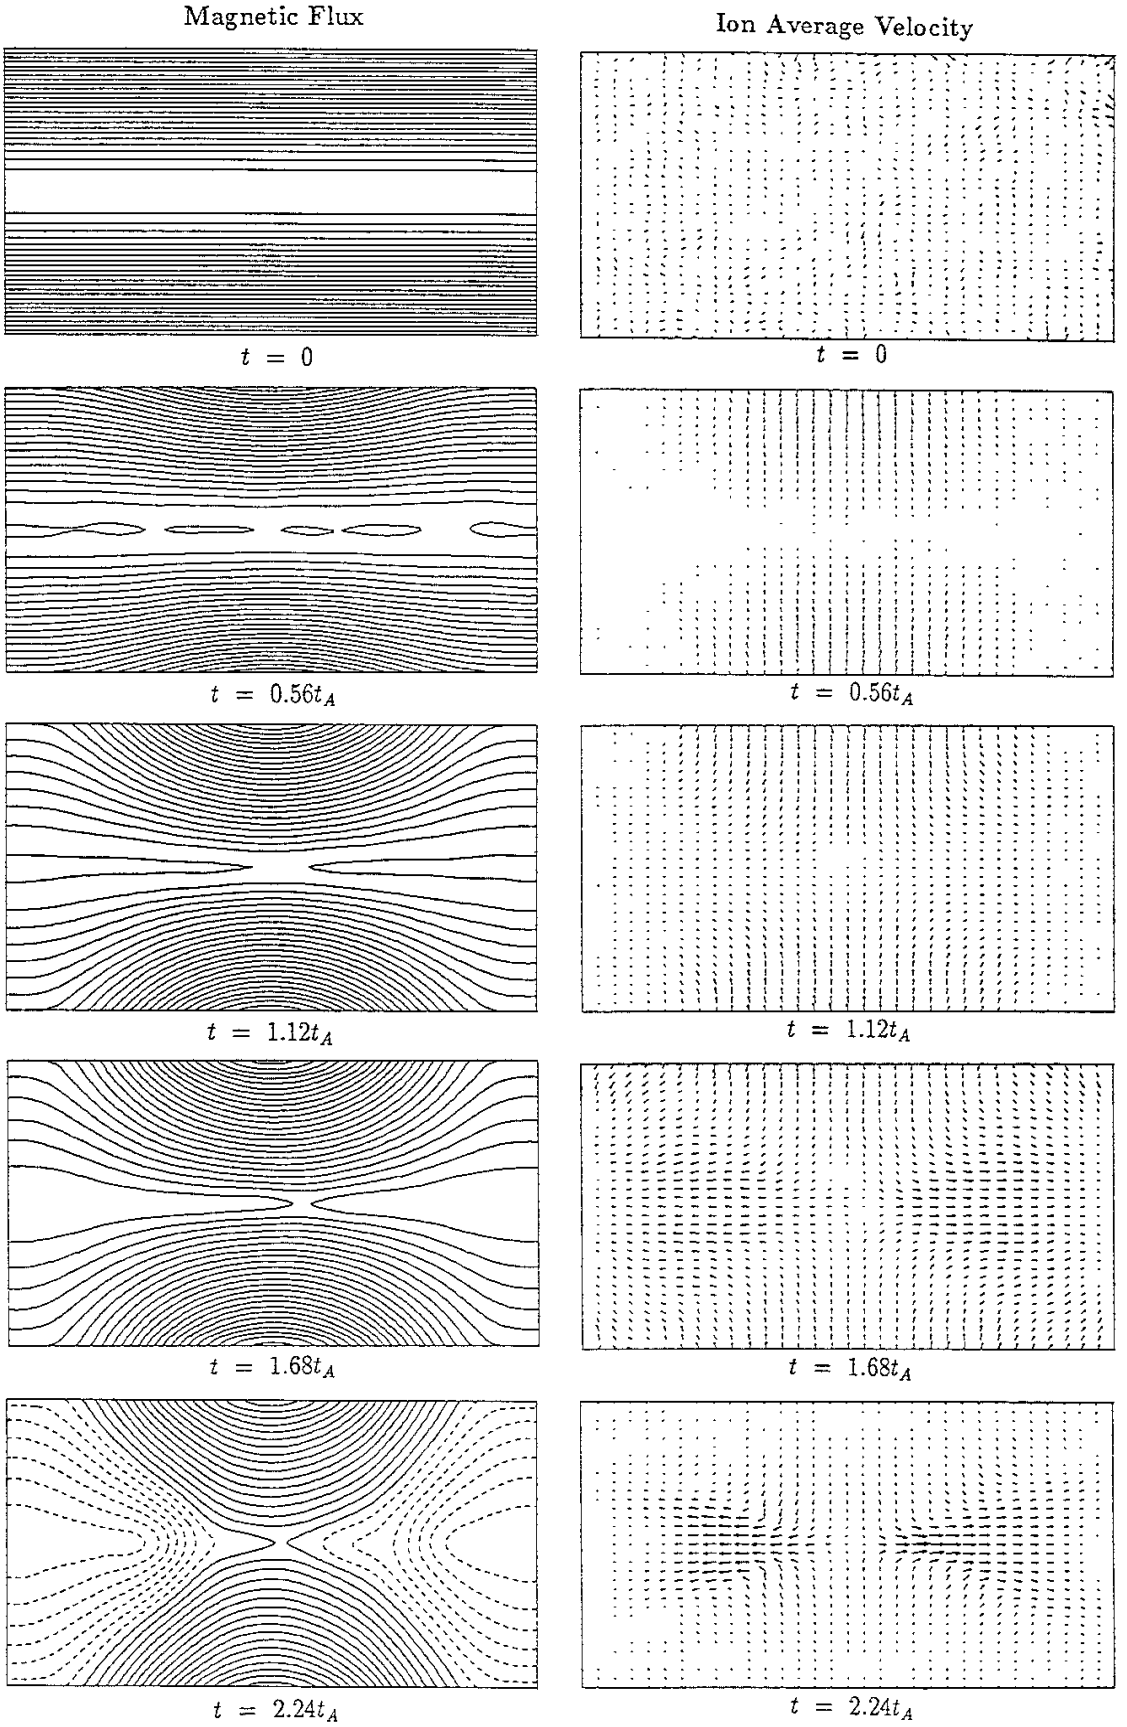 Magnetic Flux
Ion Average Velocity
t = 0
t = 0
t = 0.56t_A
t = 0.56t_A
t = 1.12t_A
t = 1.12t_A
t = 1.68t_A
t = 1.68t_A
t = 2.24t_A
t = 2.24t_A